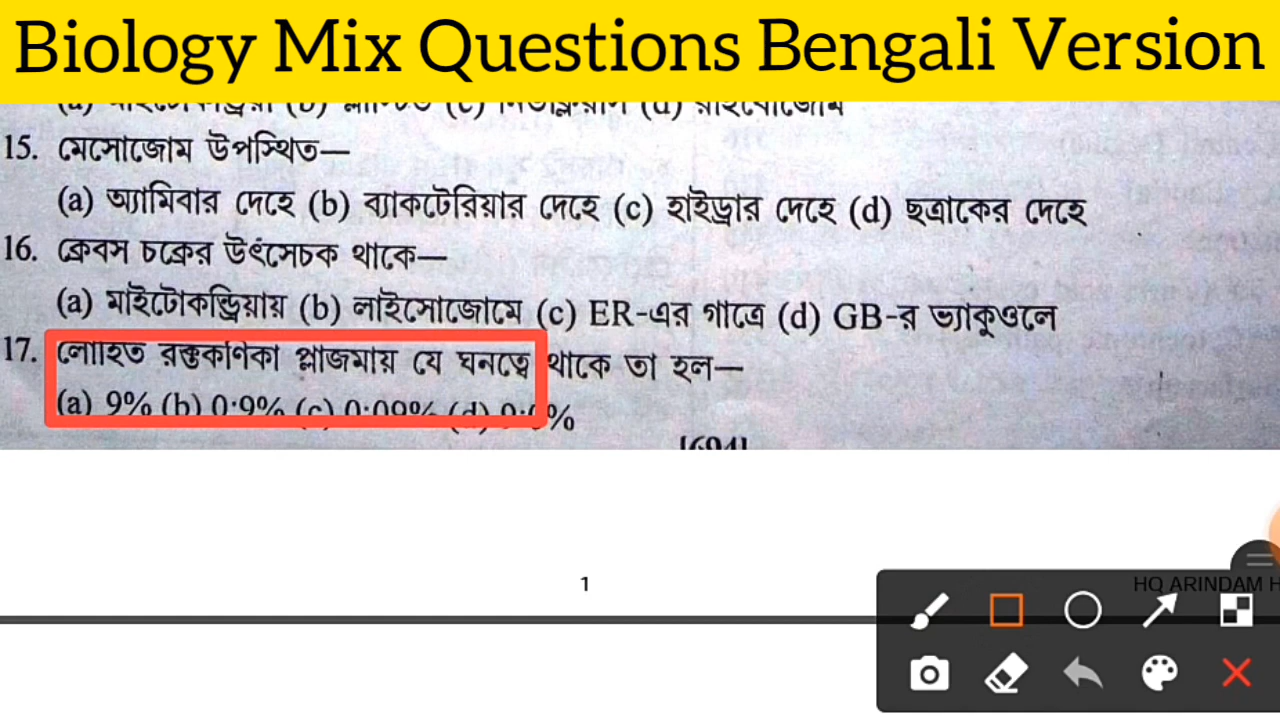 Biology Mix Questions Bengali Version
15. মেসোজোম উপস্থিত—
(a) অ্যামিবার দেহে (b) ব্যাকটেরিয়ার দেহে (c) হাইড্রার দেহে (d) ছত্রাকের দেহে
16. ক্রেবস চক্রের উৎসেচক থাকে—
(a) মাইটোকন্ড্রিয়ায় (b) লাইসোজোমে (c) ER-এর গাত্রে (d) GB-র ভ্যাকুওলে
17. লোহিত রক্তকণিকা প্লাজমায় যে ঘনত্বে থাকে তা হল—
(a) 9% (b) 0·9% (c) 0·09% (d)
[694]
1
HQ ARINDAM H